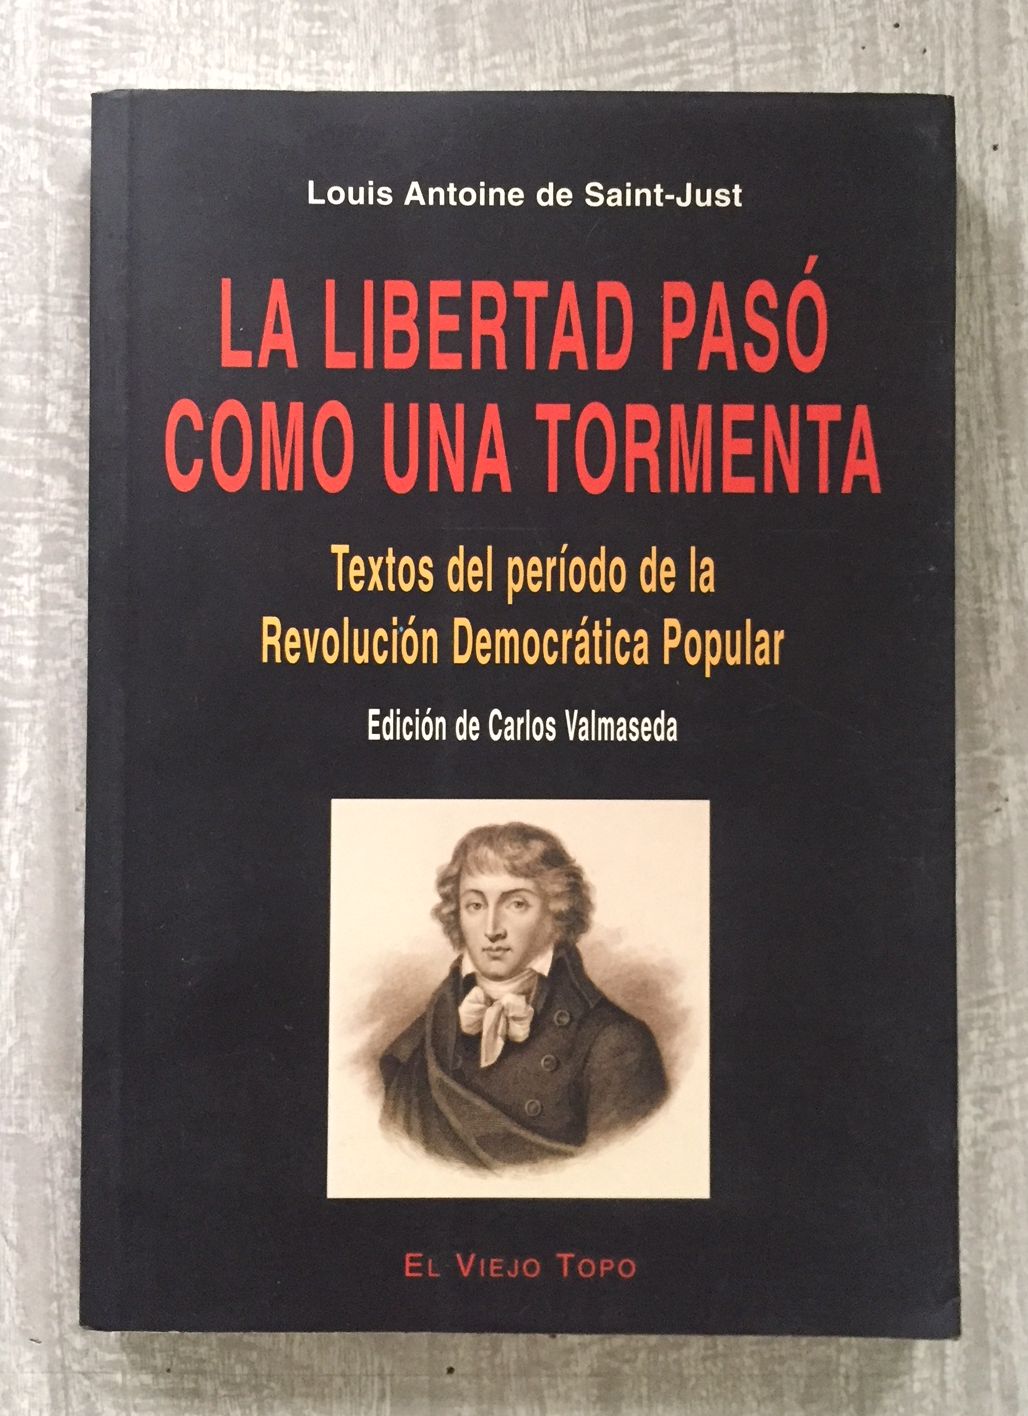 Louis Antoine de Saint-Just
LA LIBERTAD PASÓ
COMO UNA TORMENTA
Textos del período de la
Revolución Democrática Popular
Edición de Carlos Valmaseda
EL VIEJO TOPO